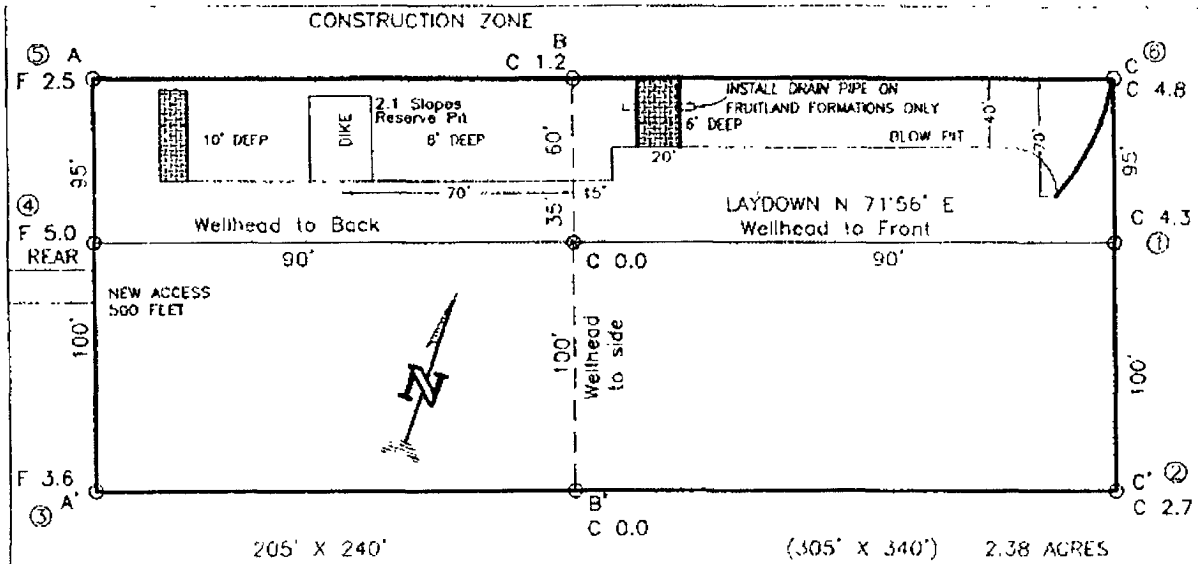 CONSTRUCTION ZONE
⑤ A
F 2.5
B
C 1.2
C ⑥
C 4.8
2.1 Slopes
Reserve Pit
10' DEEP
DIKE
8' DEEP
60'
INSTALL DRAIN PIPE ON
FRUITLAND FORMATIONS ONLY
6' DEEP
BLOW PIT
40'
70'
20'
95'
95'
70'
15'
④
F 5.0
REAR
Wellhead to Back
90'
35'
C 0.0
LAYDOWN N 71°56' E
Wellhead to Front
90'
C 4.3
①
NEW ACCESS
500 FEET
100'
100'
Wellhead
to side
100'
N
F 3.6
③ A'
B'
C 0.0
C' ②
C 2.7
205' X 240'
(305' X 340')
2.38 ACRES